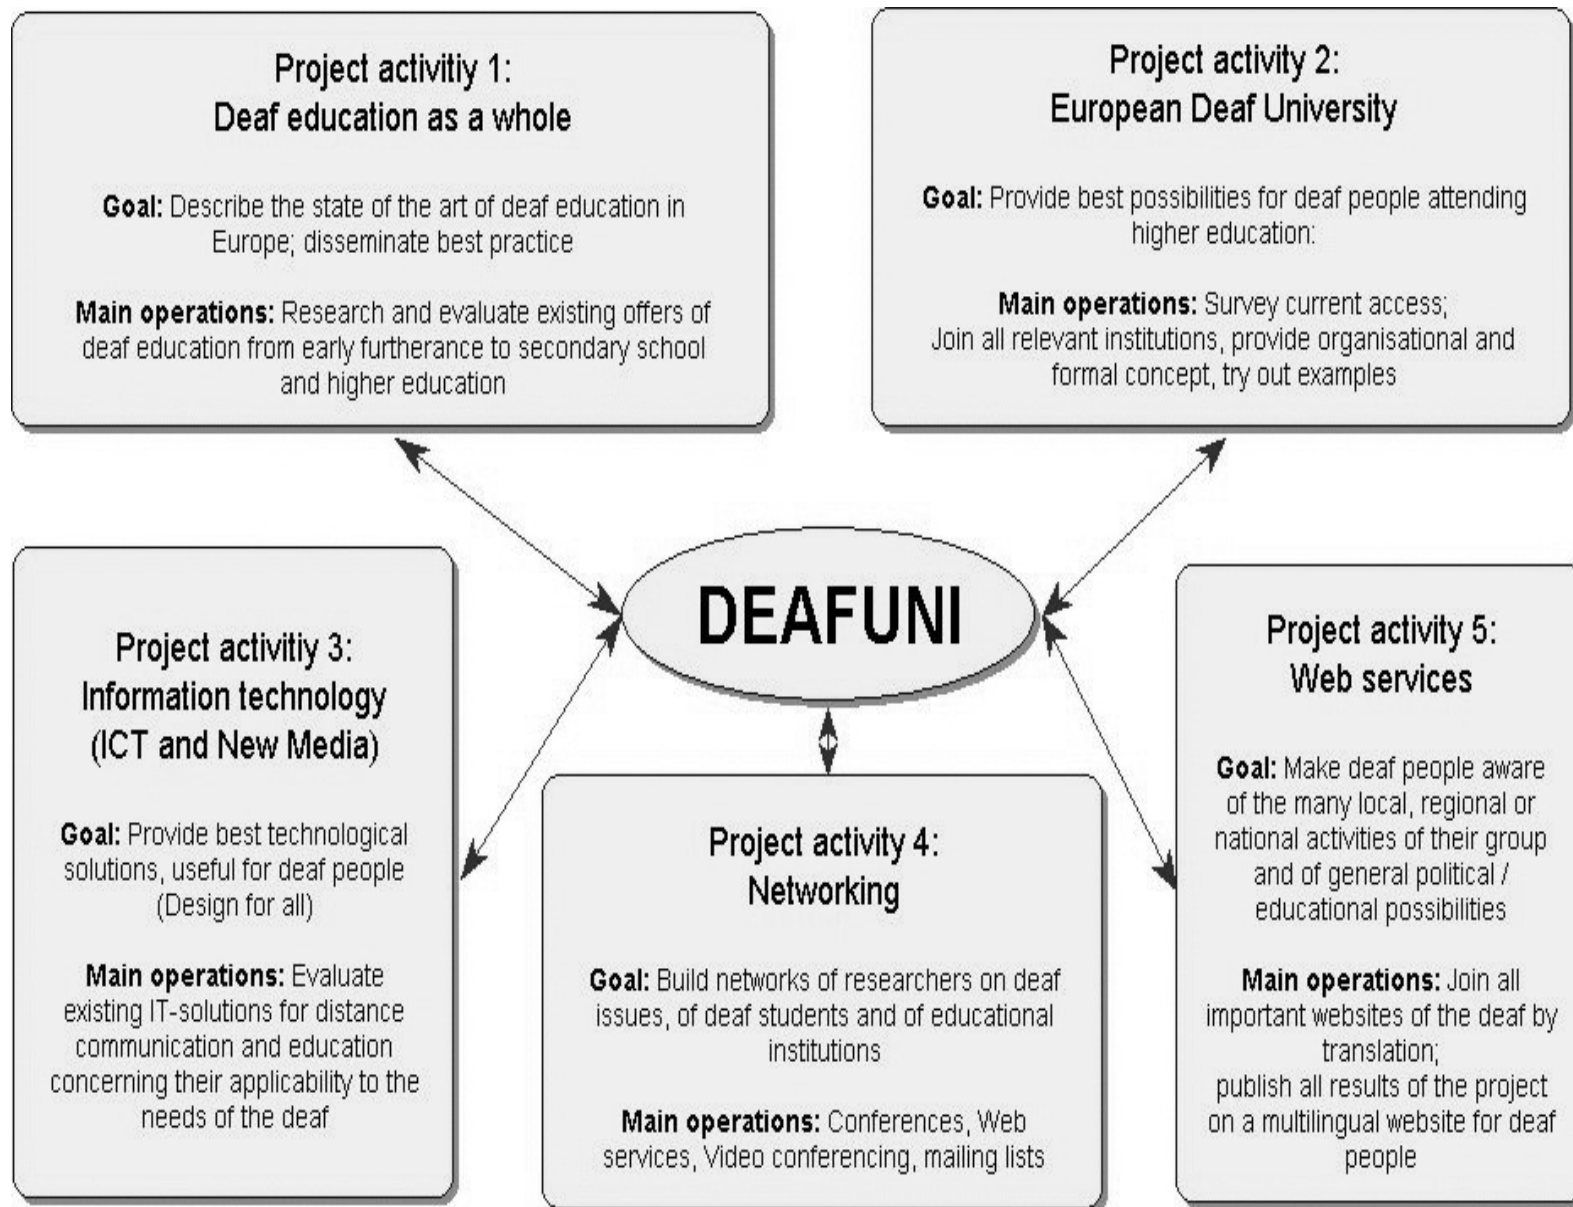 Project activitiy 1:
Deaf education as a whole
Goal: Describe the state of the art of deaf education in
Europe; disseminate best practice
Main operations: Research and evaluate existing offers of
deaf education from early furtherance to secondary school
and higher education
Project activity 2:
European Deaf University
Goal: Provide best possibilities for deaf people attending
higher education:
Main operations: Survey current access;
Join all relevant institutions, provide organisational and
formal concept, try out examples
DEAFUNI
Project activitiy 3:
Information technology
(ICT and New Media)
Goal: Provide best technological
solutions, useful for deaf people
(Design for all)
Main operations: Evaluate
existing IT-solutions for distance
communication and education
concerning their applicability to the
needs of the deaf
Project activity 4:
Networking
Goal: Build networks of researchers on deaf
issues, of deaf students and of educational
institutions
Main operations: Conferences, Web
services, Video conferencing, mailing lists
Project activity 5:
Web services
Goal: Make deaf people aware
of the many local, regional or
national activities of their group
and of general political /
educational possibilities
Main operations: Join all
important websites of the deaf by
translation;
publish all results of the project
on a multilingual website for deaf
people